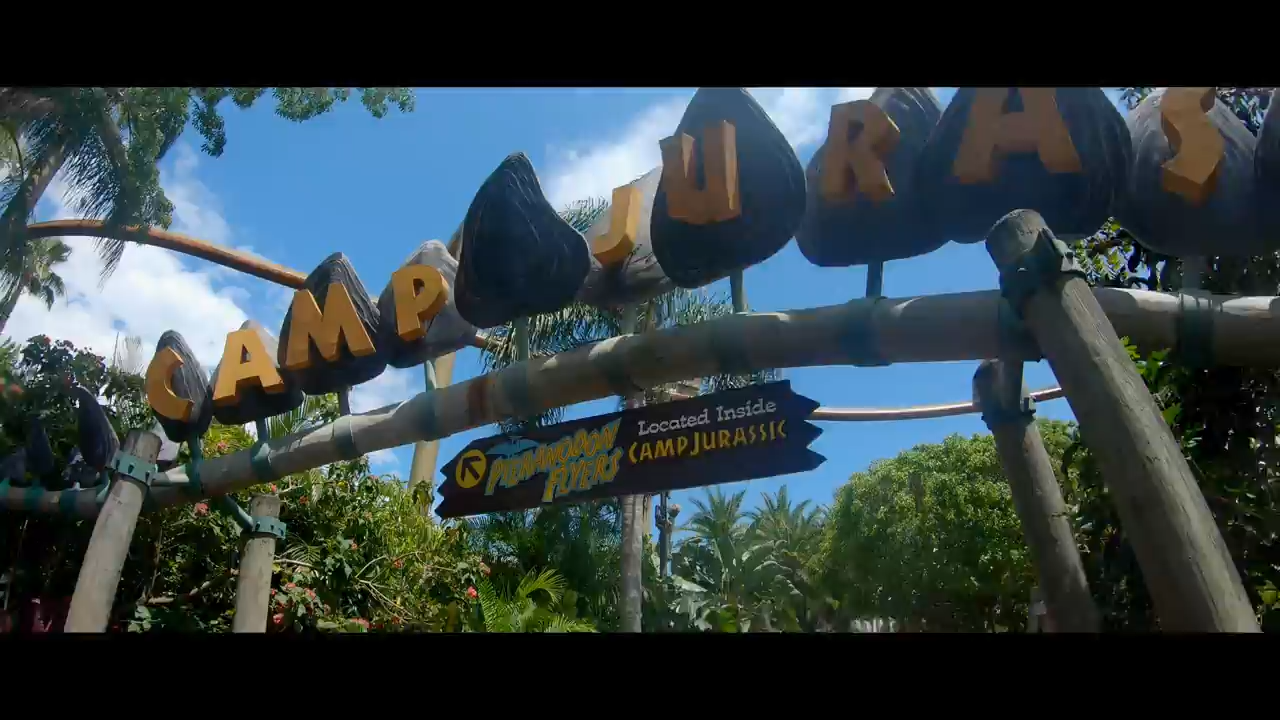 CAMP JURAS
PTERANODON
FLYERS
Located Inside
CAMP JURASSIC